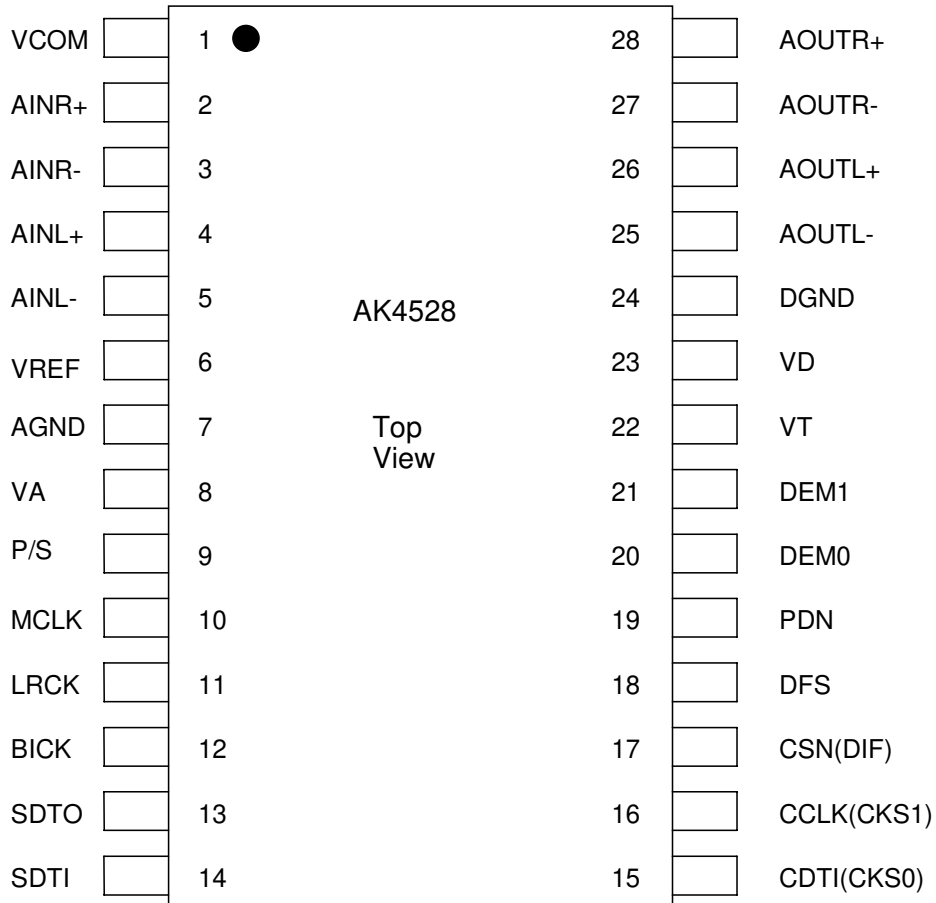 VCOM 1 28 AOUTR+
AINR+ 2 27 AOUTR-
AINR- 3 26 AOUTL+
AINL+ 4 25 AOUTL-
AINL- 5 24 DGND
AK4528
VREF 6 23 VD
AGND 7 Top 22 VT
View
VA 8 21 DEM1
P/S 9 20 DEM0
MCLK 10 19 PDN
LRCK 11 18 DFS
BICK 12 17 CSN(DIF)
SDTO 13 16 CCLK(CKS1)
SDTI 14 15 CDTI(CKS0)